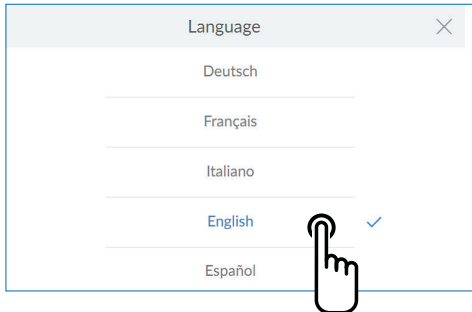 Language
Deutsch
Français
Italiano
English
Español